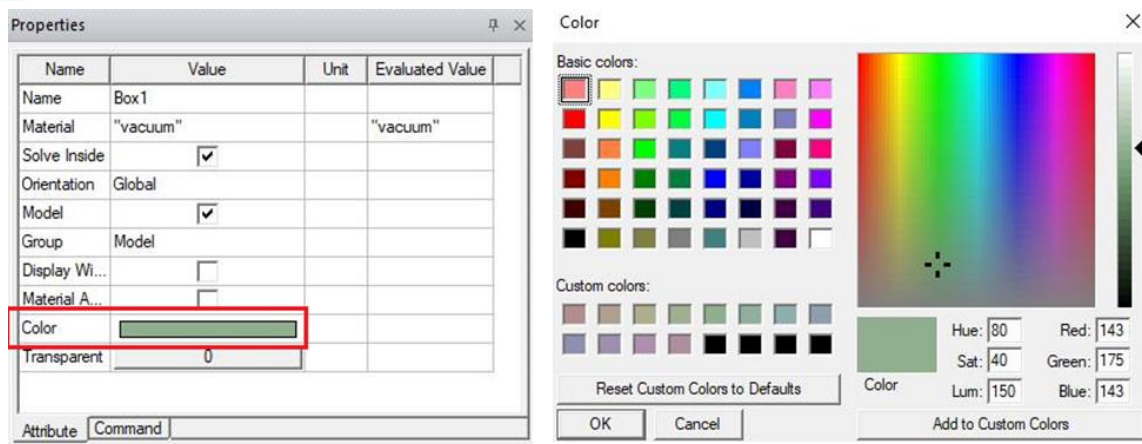 Properties
Name Value Unit Evaluated Value
Name Box1
Material "vacuum" "vacuum"
Solve Inside
Orientation Global
Model
Group Model
Display Wi...
Material A...
Color
Transparent 0
Attribute Command
Color
Basic colors:
Custom colors:
Reset Custom Colors to Defaults
OK Cancel
Color
Hue: 80 Red: 143
Sat: 40 Green: 175
Lum: 150 Blue: 143
Add to Custom Colors